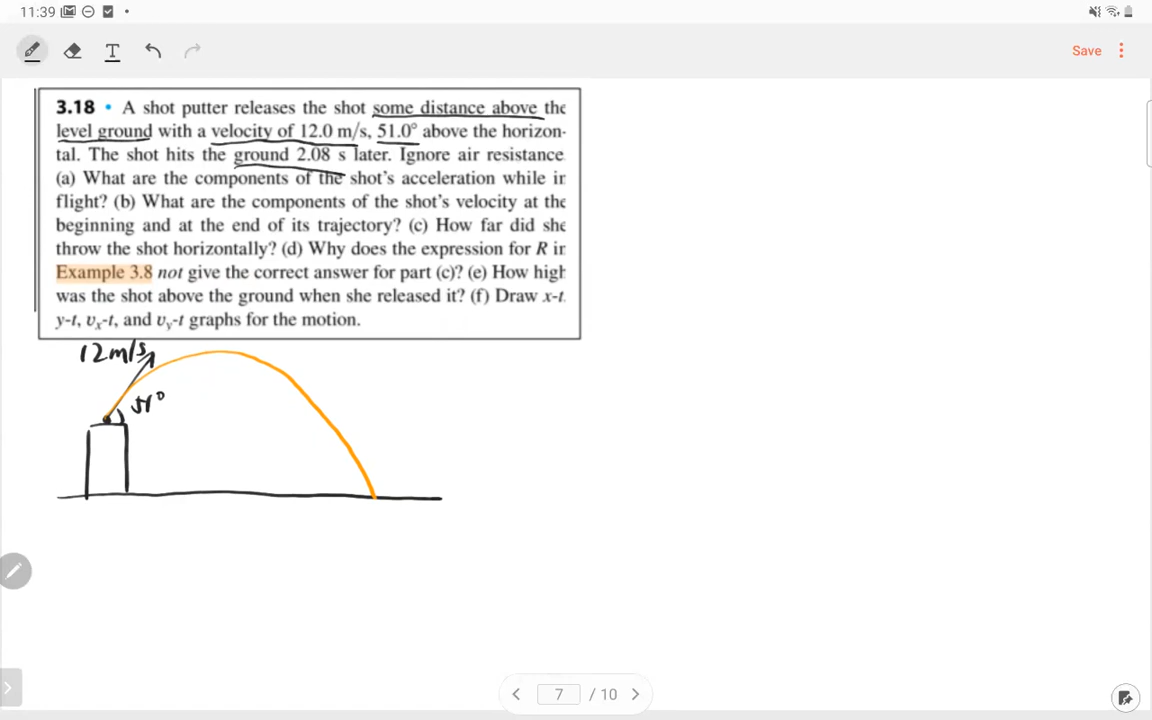 11:39
T
Save
3.18 • A shot putter releases the shot some distance above the
level ground with a velocity of 12.0 m/s, 51.0° above the horizon-
tal. The shot hits the ground 2.08 s later. Ignore air resistance
(a) What are the components of the shot's acceleration while in
flight? (b) What are the components of the shot's velocity at the
beginning and at the end of its trajectory? (c) How far did she
throw the shot horizontally? (d) Why does the expression for R in
Example 3.8 not give the correct answer for part (c)? (e) How high
was the shot above the ground when she released it? (f) Draw x-t
y-t, υx-t, and υy-t graphs for the motion.
12m/s
51°
7 / 10